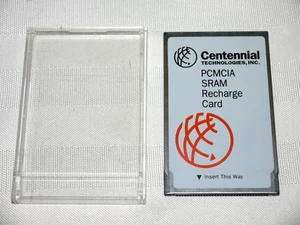 Centennial
TECHNOLOGIES, INC.
PCMCIA
SRAM
Recharge
Card
▼ Insert This Way